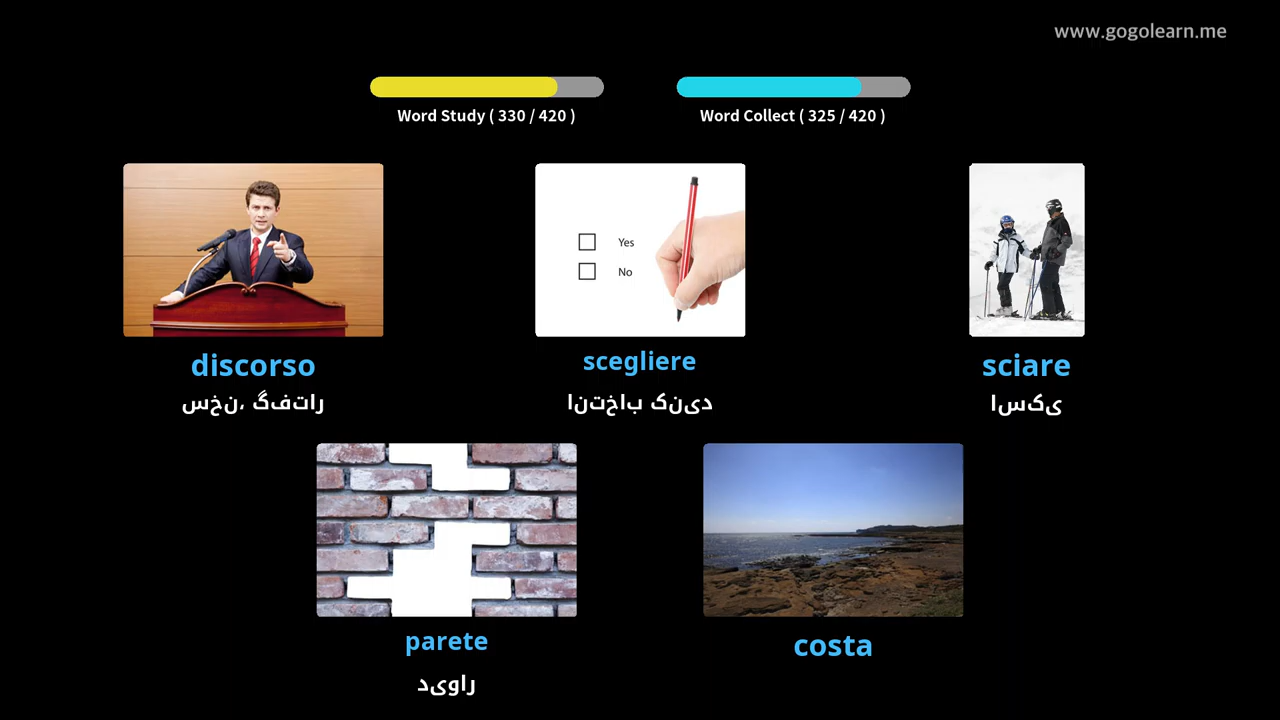 www.gogolearn.me
Word Study ( 330 / 420 )
Word Collect ( 325 / 420 )
Yes
No
discorso
سخن، گفتار
scegliere
انتخاب کنید
sciare
اسکی
parete
دیوار
costa